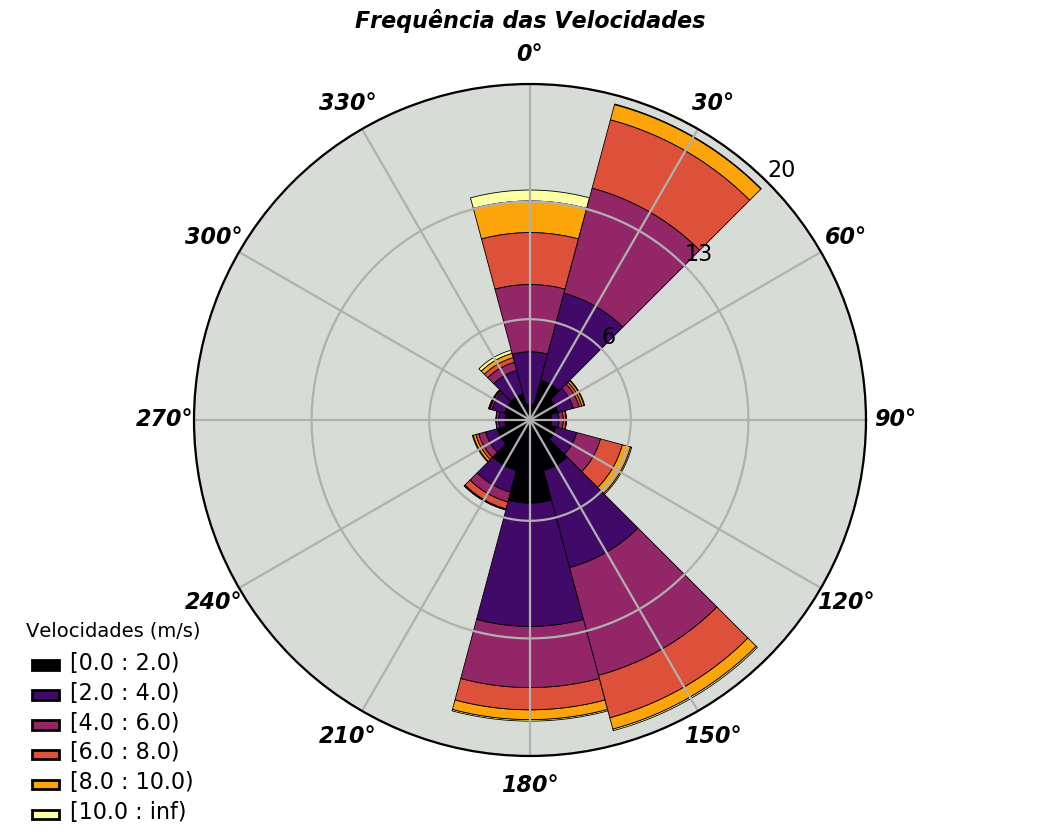 Frequência das Velocidades
0°
330°
30°
20
300°
60°
13
6
270°
90°
240°
120°
210°
150°
180°
Velocidades (m/s)
[0.0 : 2.0)
[2.0 : 4.0)
[4.0 : 6.0)
[6.0 : 8.0)
[8.0 : 10.0)
[10.0 : inf)